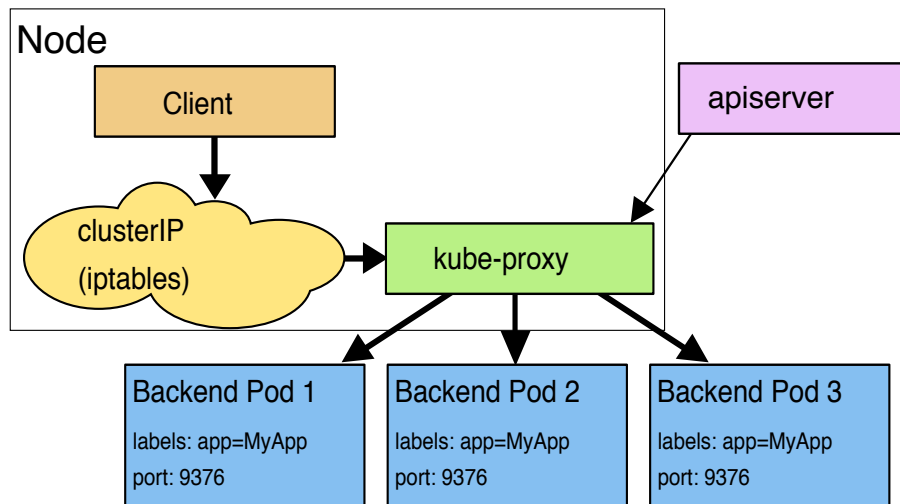 Node
Client
apiserver
clusterIP
(iptables)
kube-proxy
Backend Pod 1
labels: app=MyApp
port: 9376
Backend Pod 2
labels: app=MyApp
port: 9376
Backend Pod 3
labels: app=MyApp
port: 9376